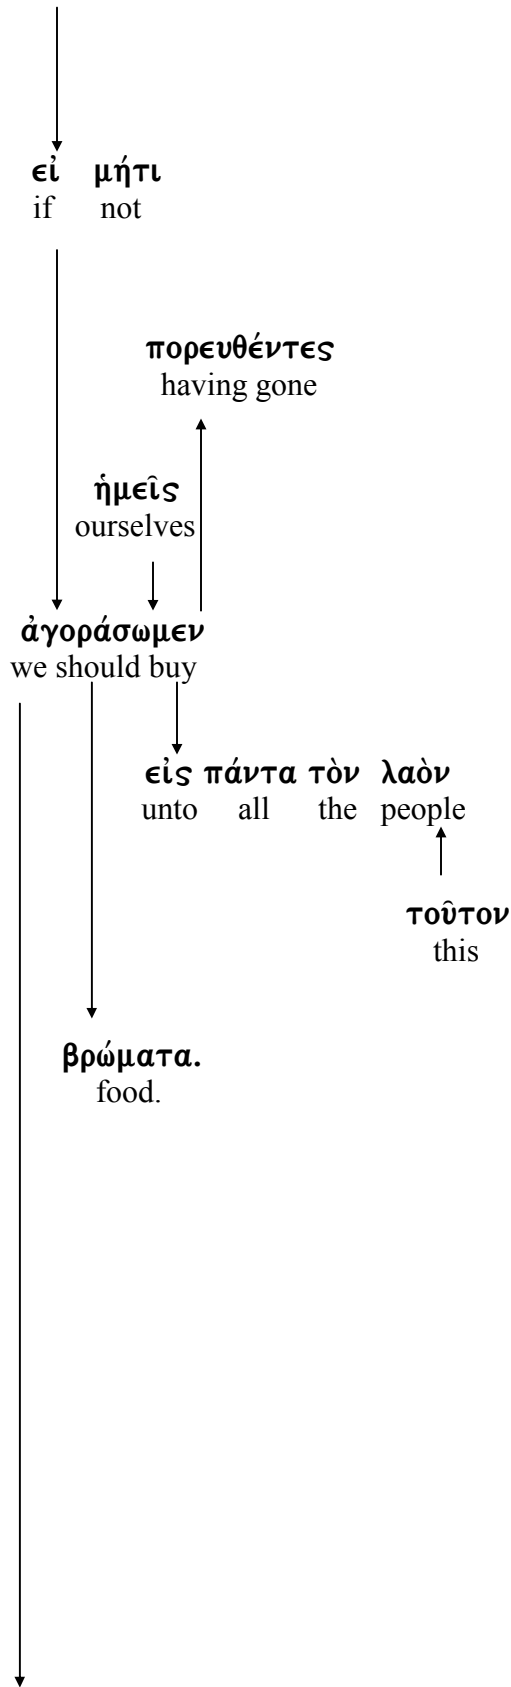 εἰ μήτι
if not
πορευθέντες
having gone
ἡμεῖς
ourselves
ἀγοράσωμεν
we should buy
εἰς πάντα τὸν λαὸν
unto all the people
τοῦτον
this
βρώματα.
food.